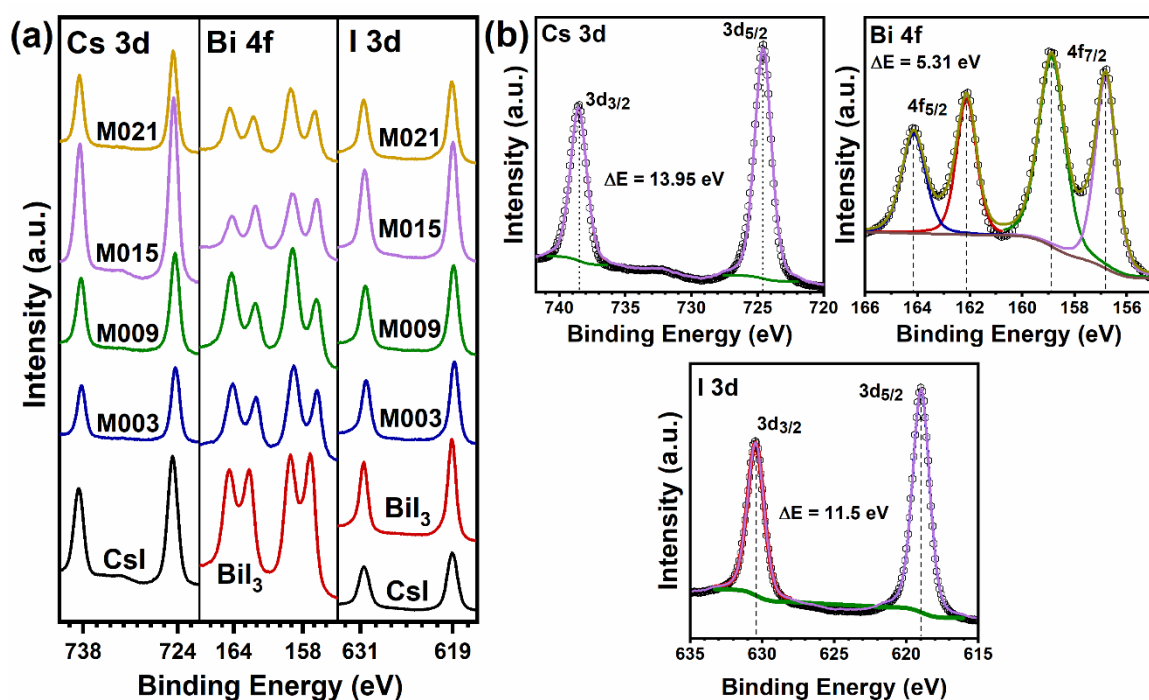 (a)
Cs 3d
Bi 4f
I 3d
M021
M021
M015
M015
M009
M009
M003
M003
CsI
BiI3
BiI3
CsI
Intensity (a.u.)
738 724 164 158 631 619
Binding Energy (eV)
(b)
Cs 3d
3d5/2
3d3/2
ΔE = 13.95 eV
Intensity (a.u.)
740 735 730 725 720
Binding Energy (eV)
Bi 4f
ΔE = 5.31 eV
4f7/2
4f5/2
Intensity (a.u.)
166 164 162 160 158 156
Binding Energy (eV)
I 3d
3d5/2
3d3/2
ΔE = 11.5 eV
Intensity (a.u.)
635 630 625 620 615
Binding Energy (eV)